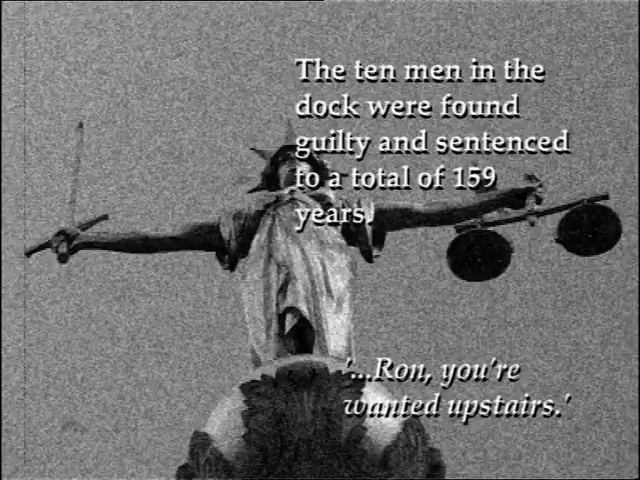 The ten men in the
dock were found
guilty and sentenced
to a total of 159
years.
'...Ron, you're
wanted upstairs.'